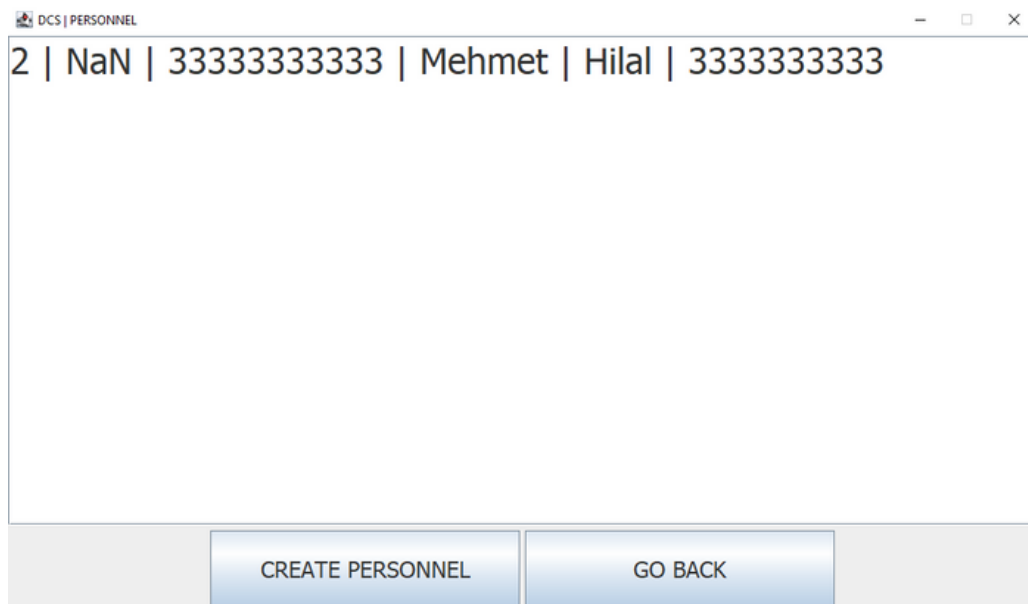 DCS | PERSONNEL
2 | NaN | 33333333333 | Mehmet | Hilal | 3333333333
CREATE PERSONNEL
GO BACK